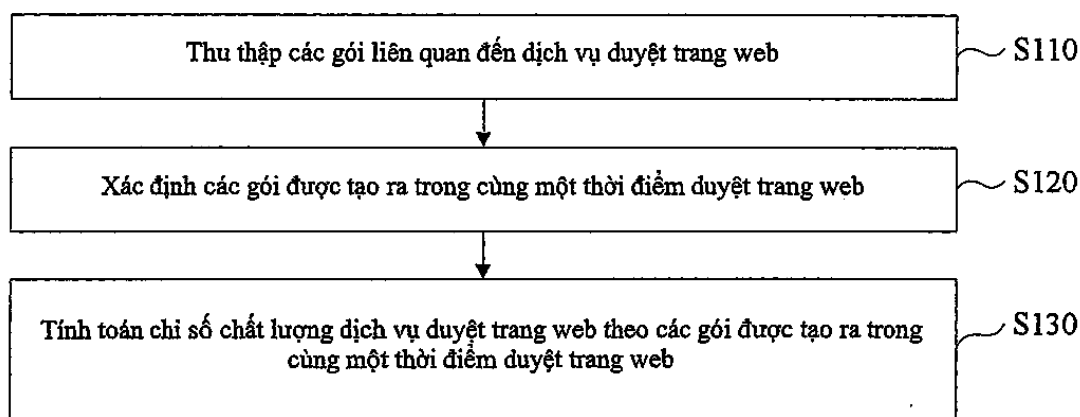 Thu thập các gói liên quan đến dịch vụ duyệt trang web
S110
Xác định các gói được tạo ra trong cùng một thời điểm duyệt trang web
S120
Tính toán chỉ số chất lượng dịch vụ duyệt trang web theo các gói được tạo ra trong
cùng một thời điểm duyệt trang web
S130